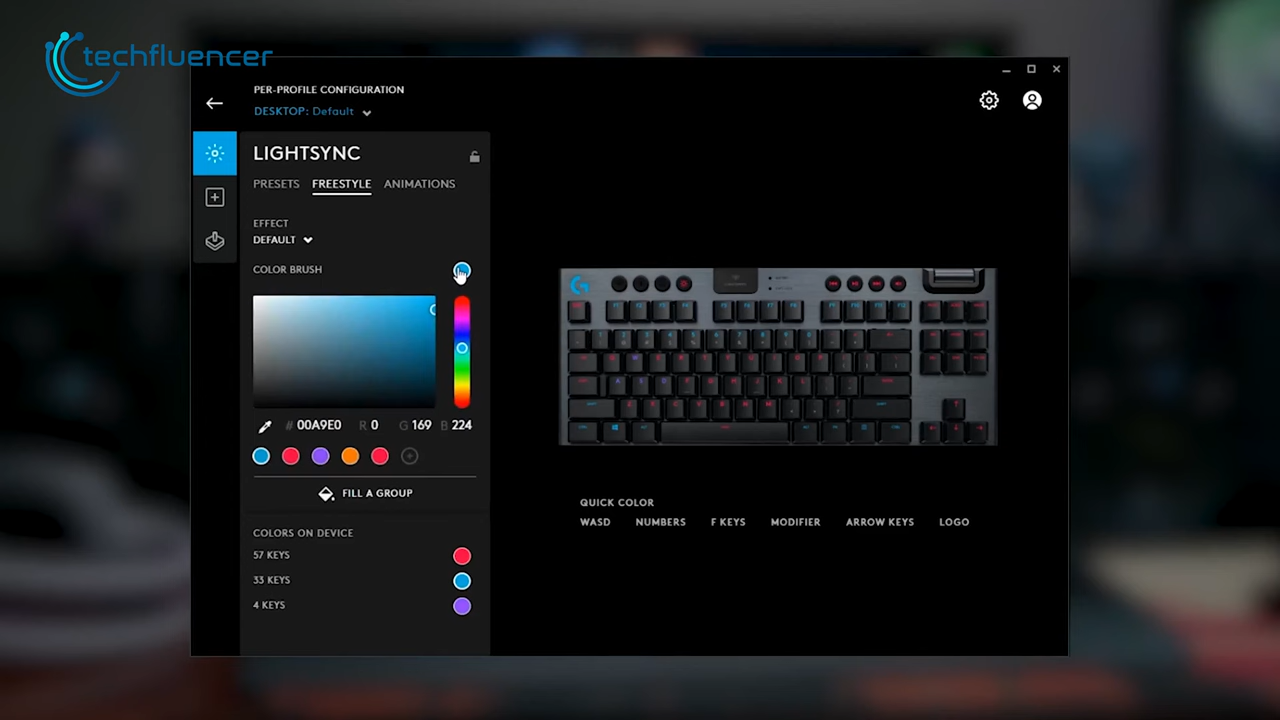 techfluencer
PER-PROFILE CONFIGURATION
DESKTOP: Default
LIGHTSYNC
PRESETS FREESTYLE ANIMATIONS
EFFECT
DEFAULT
COLOR BRUSH
# 00A9E0 R 0 G 169 B 224
FILL A GROUP
COLORS ON DEVICE
57 KEYS
33 KEYS
4 KEYS
QUICK COLOR
WASD NUMBERS F KEYS MODIFIER ARROW KEYS LOGO